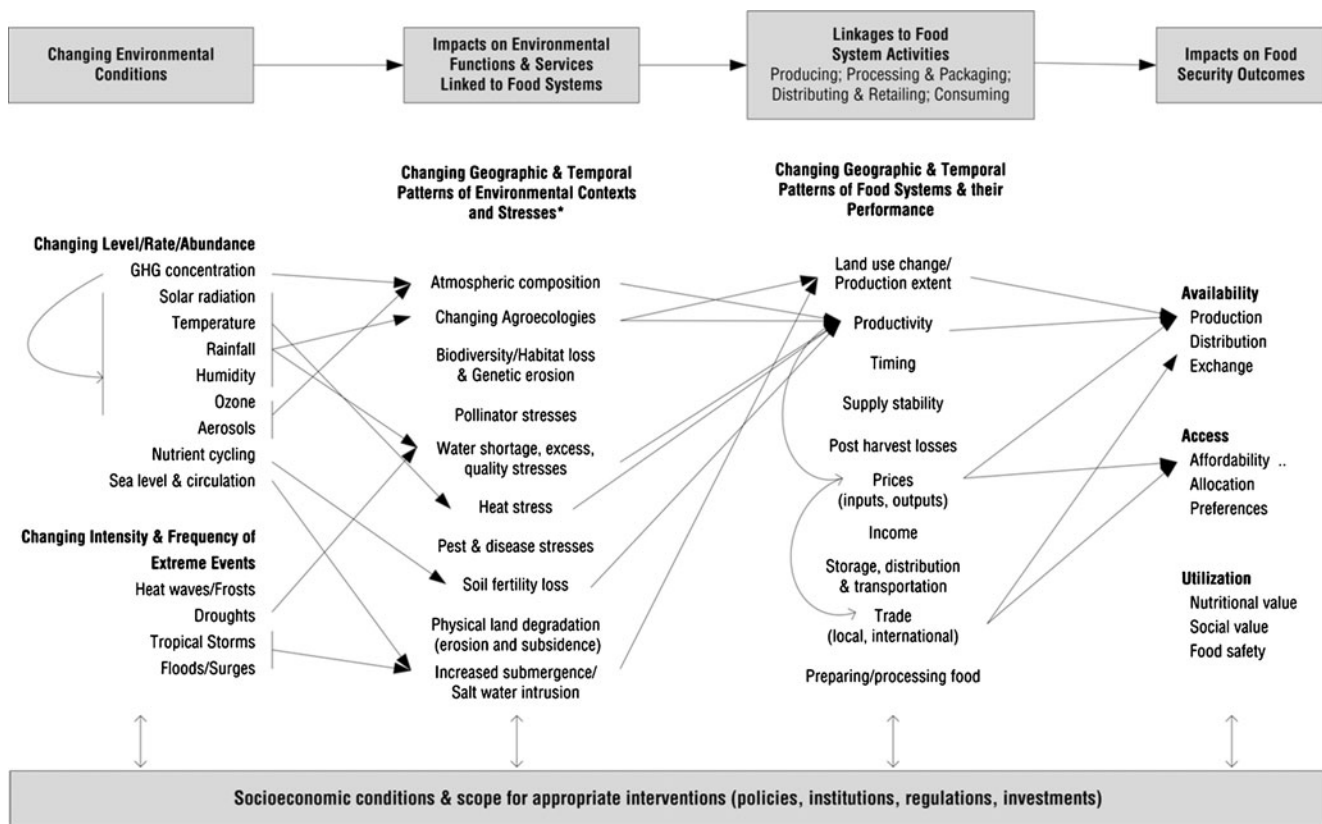 Changing Environmental
Conditions
Impacts on Environmental
Functions & Services
Linked to Food Systems
Linkages to Food
System Activities
Producing; Processing & Packaging;
Distributing & Retailing; Consuming
Impacts on Food
Security Outcomes
Changing Level/Rate/Abundance
GHG concentration
Solar radiation
Temperature
Rainfall
Humidity
Ozone
Aerosols
Nutrient cycling
Sea level & circulation
Changing Intensity & Frequency of
Extreme Events
Heat waves/Frosts
Droughts
Tropical Storms
Floods/Surges
Changing Geographic & Temporal
Patterns of Environmental Contexts
and Stresses*
Atmospheric composition
Changing Agroecologies
Biodiversity/Habitat loss
& Genetic erosion
Pollinator stresses
Water shortage, excess,
quality stresses
Heat stress
Pest & disease stresses
Soil fertility loss
Physical land degradation
(erosion and subsidence)
Increased submergence/
Salt water intrusion
Changing Geographic & Temporal
Patterns of Food Systems & their
Performance
Land use change/
Production extent
Productivity
Timing
Supply stability
Post harvest losses
Prices
(inputs, outputs)
Income
Storage, distribution
& transportation
Trade
(local, international)
Preparing/processing food
Availability
Production
Distribution
Exchange
Access
Affordability ..
Allocation
Preferences
Utilization
Nutritional value
Social value
Food safety
Socioeconomic conditions & scope for appropriate interventions (policies, institutions, regulations, investments)